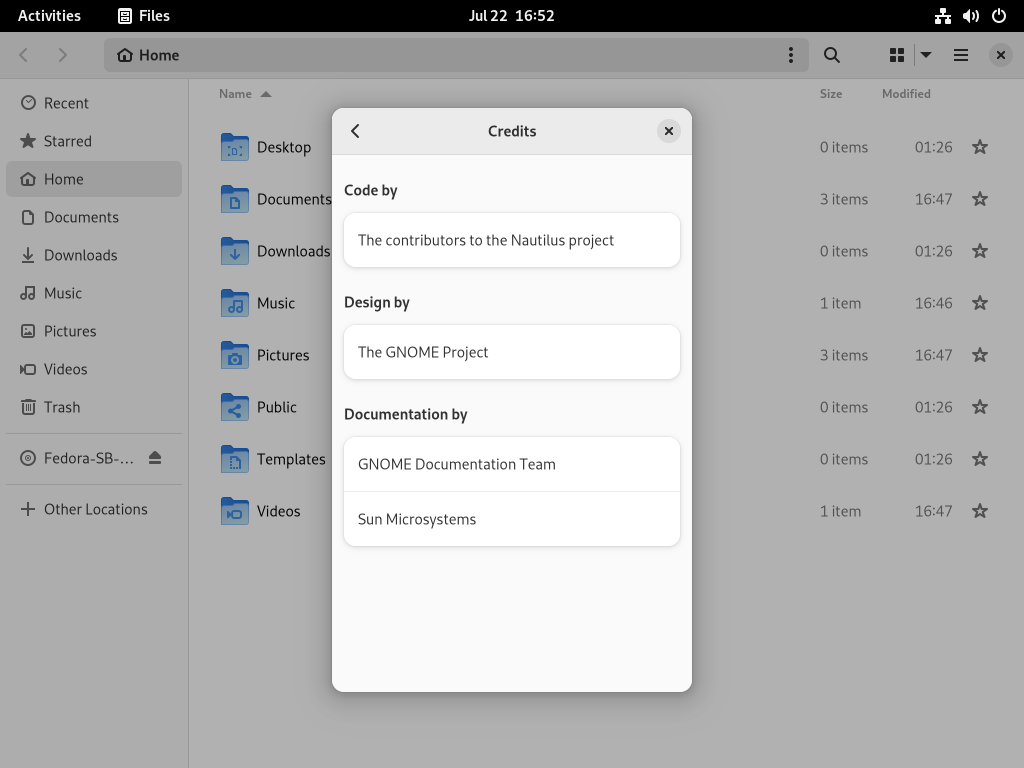 Activities Files Jul 22 16:52
Home
Name Size Modified
Recent
Starred
Home
Documents
Downloads
Music
Pictures
Videos
Trash
Fedora-SB-…
Other Locations
Desktop 0 items 01:26
Documents 3 items 16:47
Downloads 0 items 01:26
Music 1 item 16:46
Pictures 3 items 16:47
Public 0 items 01:26
Templates 0 items 01:26
Videos 1 item 16:47
Credits
Code by
The contributors to the Nautilus project
Design by
The GNOME Project
Documentation by
GNOME Documentation Team
Sun Microsystems